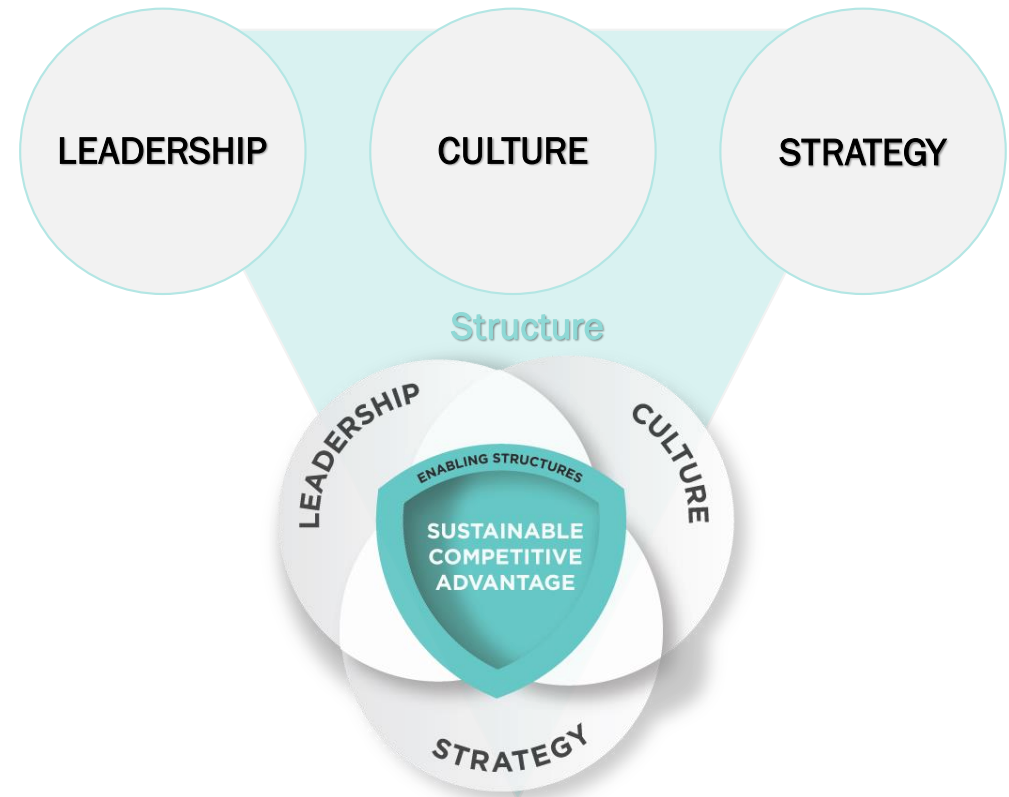 LEADERSHIP
CULTURE
STRATEGY
Structure
LEADERSHIP
CULTURE
ENABLING STRUCTURES
SUSTAINABLE
COMPETITIVE
ADVANTAGE
STRATEGY